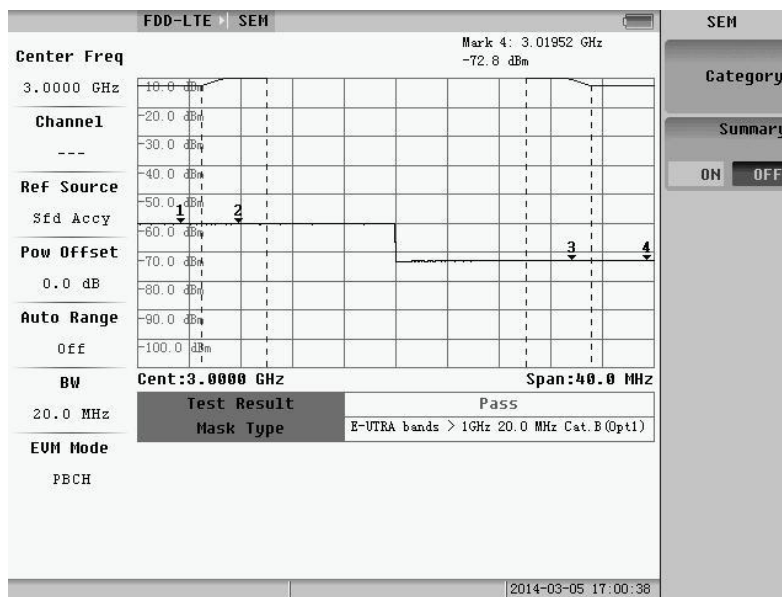 FDD-LTE SEM
SEM
Mark 4: 3.01952 GHz
-72.8 dBm
Center Freq
3.0000 GHz
Channel
---
Ref Source
Sfd Accy
Pow Offset
0.0 dB
Auto Range
Off
BW
20.0 MHz
EVM Mode
PBCH
-10.0 dBm
-20.0 dBm
-30.0 dBm
-40.0 dBm
-50.0 dBm
-60.0 dBm
-70.0 dBm
-80.0 dBm
-90.0 dBm
-100.0 dBm
1 2
3 4
Cent:3.0000 GHz Span:40.0 MHz
Test Result Pass
Mask Type E-UTRA bands > 1GHz 20.0 MHz Cat.B(Opt1)
Category
Summary
ON OFF
2014-03-05 17:00:38